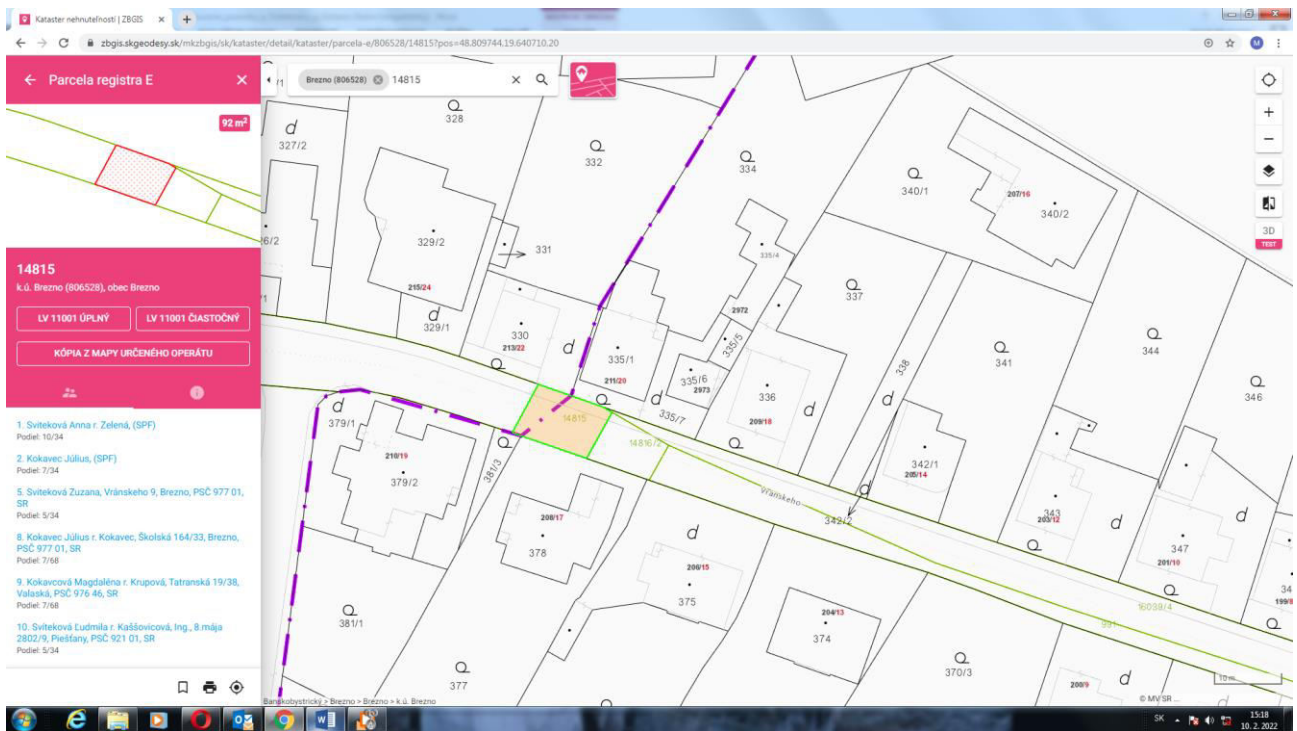 Kataster nehnuteľností | ZBGIS
zbgis.skgeodesy.sk/mkzbgis/sk/kataster/detail/kataster/parcela-e/806528/14815?pos=48.809744,19.640710,20
Parcela registra E
92 m²
14815
k.ú. Brezno (806528), obec Brezno
LV 11001 ÚPLNÝ
LV 11001 ČIASTOČNÝ
KÓPIA Z MAPY URČENÉHO OPERÁTU
1. Sviteková Anna r. Zelená, (SPF)
Podiel: 10/34
2. Kokavec Július, (SPF)
Podiel: 7/34
5. Sviteková Zuzana, Vránskeho 9, Brezno, PSČ 977 01,
SR
Podiel: 5/34
8. Kokavec Július r. Kokavec, Školská 164/33, Brezno,
PSČ 977 01, SR
Podiel: 7/68
9. Kokavcová Magdaléna r. Krupová, Tatranská 19/38,
Valaská, PSČ 976 46, SR
Podiel: 7/68
10. Svíteková Ľudmila r. Kaššovicová, Ing., 8.mája
2802/9, Piešťany, PSČ 921 01, SR
Podiel: 5/34
Brezno (806528) 14815
3D
TEST
328
327/2
332
334
340/1
207/16
340/2
329/2
331
335/4
215/24
337
346
329/1
330
213/22
2972
335/5
335/1
211/20
335/6
2973
336
209/18
338
341
344
335/7
379/1
14815
14816/2
210/19
379/2
381/3
342/1
205/14
Vranskeho
342/2
343
203/12
347
201/10
208/17
378
206/15
375
204/13
374
16039/4
991
199/8
381/1
377
370/3
200/9
10 m
Banskobystrický > Brezno > Brezno > k.ú. Brezno
© MV SR ...
SK
15:18
10. 2. 2022